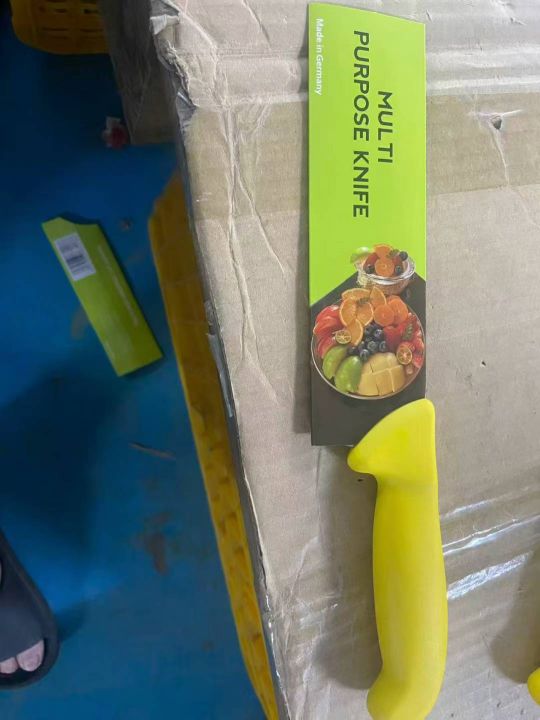 MULTI
PURPOSE KNIFE
Made in Germany